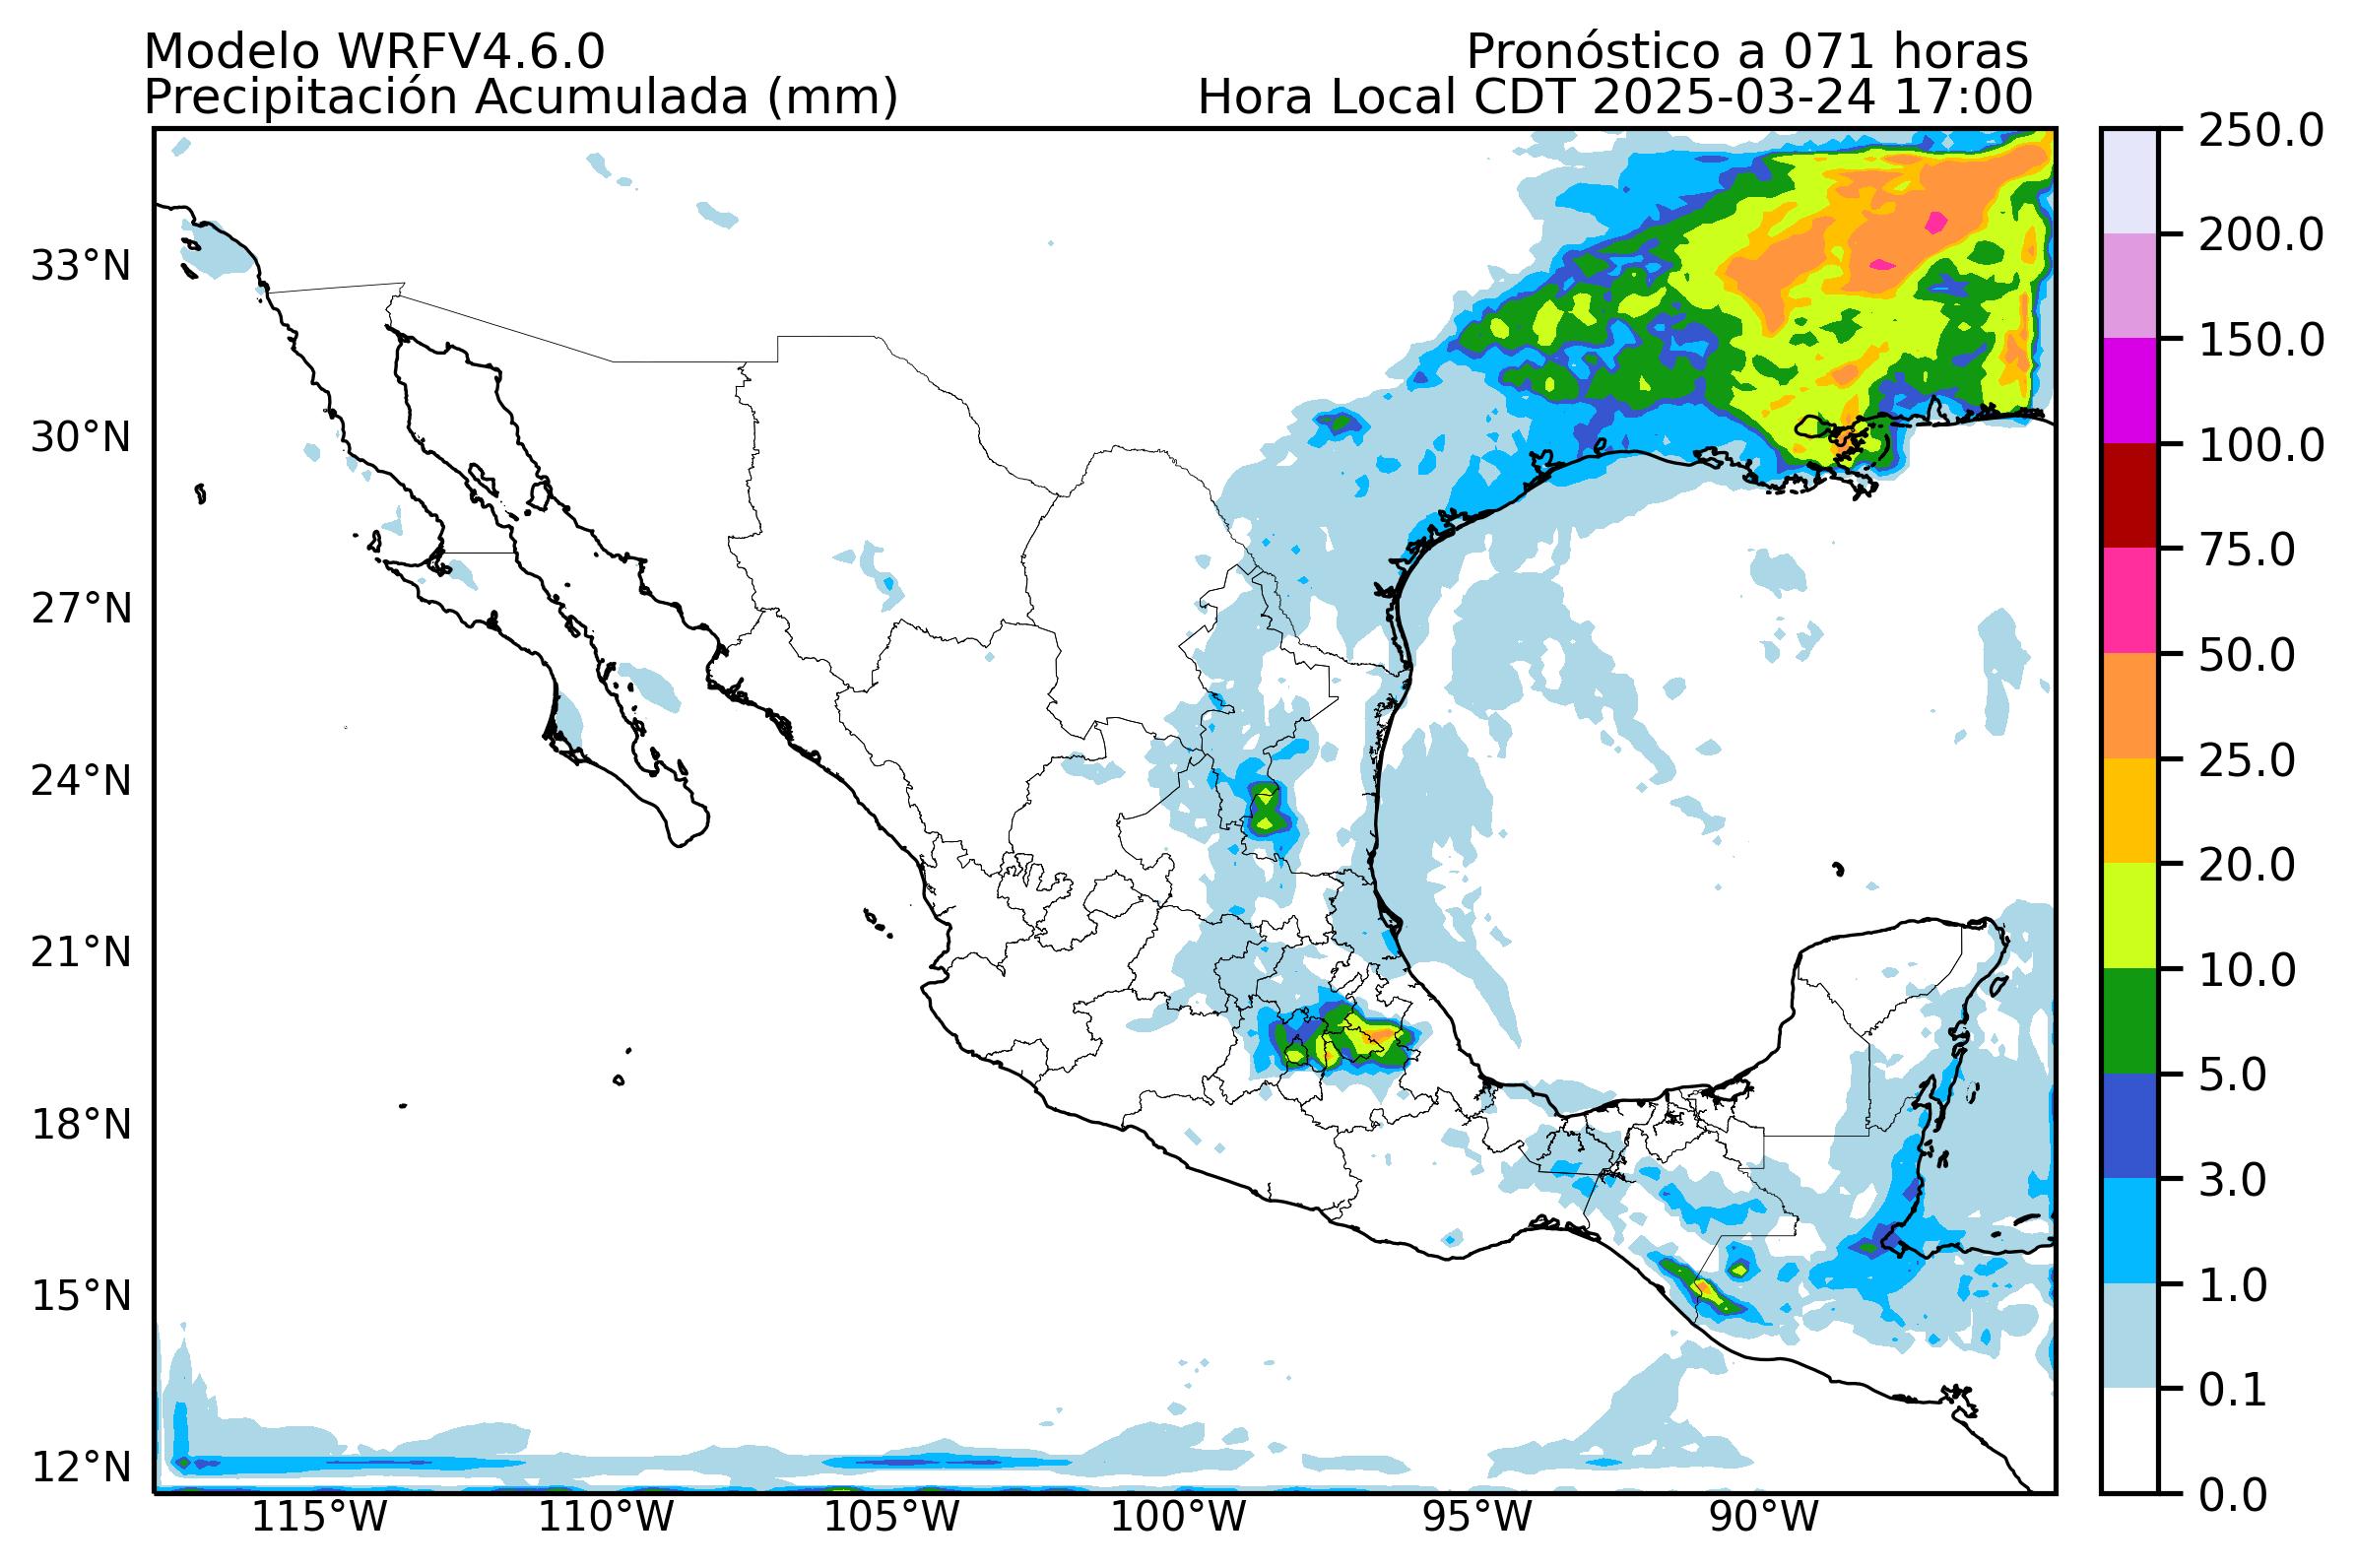 Modelo WRFV4.6.0
Pronóstico a 071 horas
Precipitación Acumulada (mm)
Hora Local CDT 2025-03-24 17:00
250.0
200.0
150.0
100.0
75.0
50.0
25.0
20.0
10.0
5.0
3.0
1.0
0.1
0.0
33°N
30°N
27°N
24°N
21°N
18°N
15°N
12°N
115°W
110°W
105°W
100°W
95°W
90°W